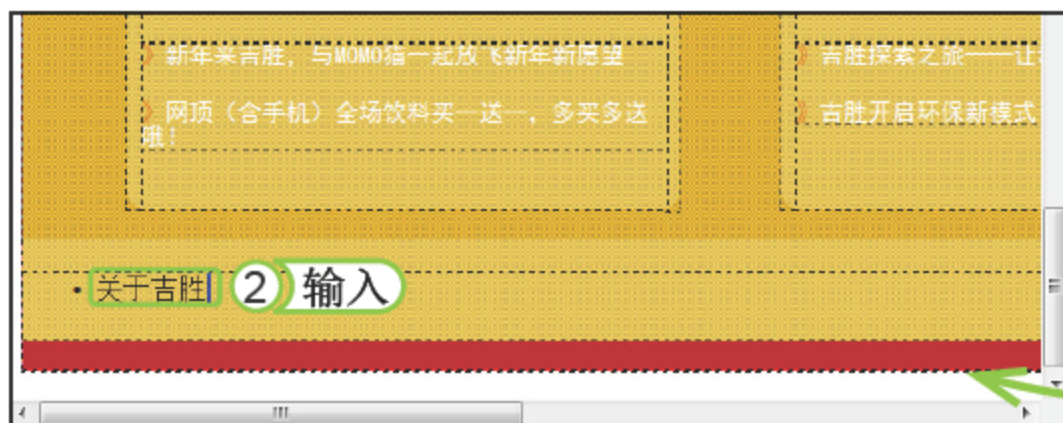 》新年来吉胜，与MOMO猫一起放飞新年新愿望
》网顶（含手机）全场饮料买一送一，多买多送
哦！
》吉胜探索之旅——让
》吉胜开启环保新模式
• 关于吉胜
② 输入